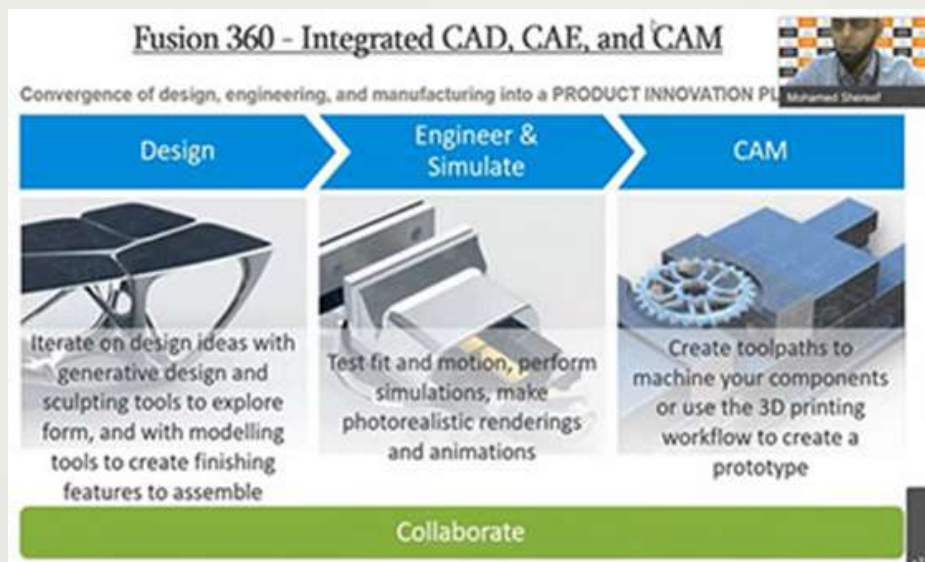 Fusion 360 - Integrated CAD, CAE, and CAM
Convergence of design, engineering, and manufacturing into a PRODUCT INNOVATION PL
Mohamed Shereef
Design
Engineer &
Simulate
CAM
Iterate on design ideas with
generative design and
sculpting tools to explore
form, and with modelling
tools to create finishing
features to assemble
Test fit and motion, perform
simulations, make
photorealistic renderings
and animations
Create toolpaths to
machine your components
or use the 3D printing
workflow to create a
prototype
Collaborate